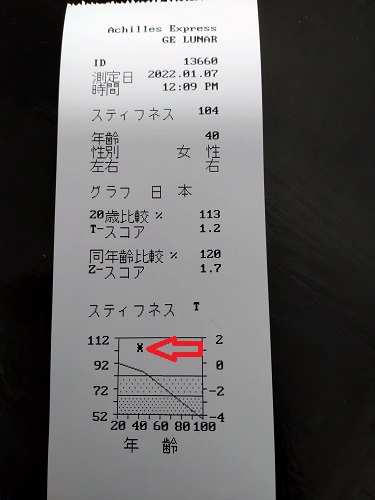 Achilles Express
GE LUNAR
ID 13660
測定日 2022.01.07
時間 12:09 PM
スティフネス 104
年齢 40
性別 女 性
左右 右
グラフ 日 本
20歳比較 % 113
T-スコア 1.2
同年齢比較 % 120
Z-スコア 1.7
スティフネス T
112 2
92 0
72 -2
52 -4
20 40 60 80 100
年 齢